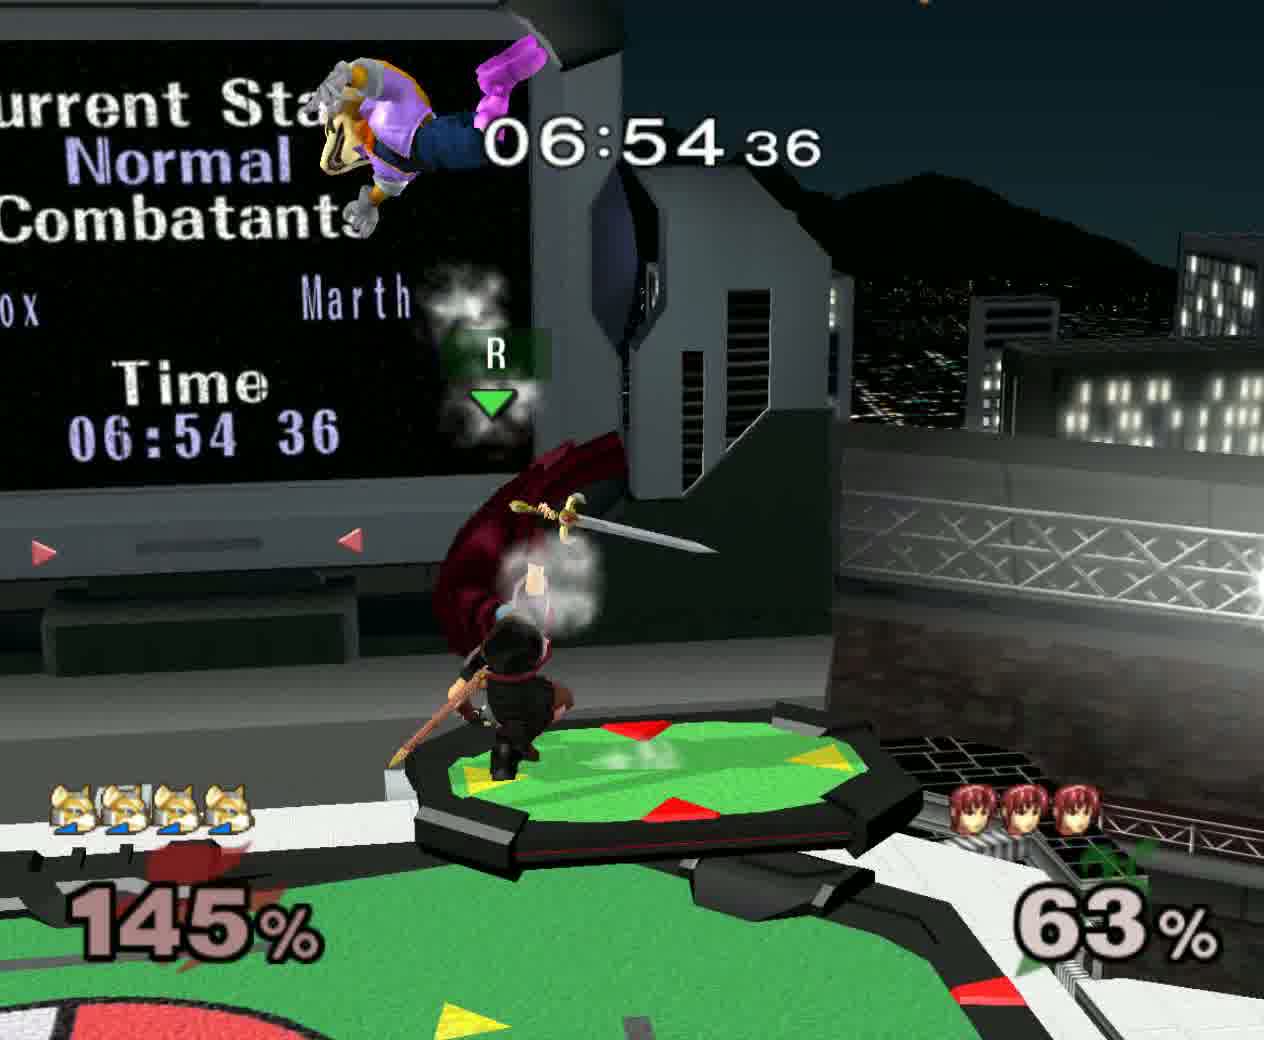 urrent Sta
Normal
Combatants
ox Marth
Time
06:54 36
06:54 36
R
145%
63%